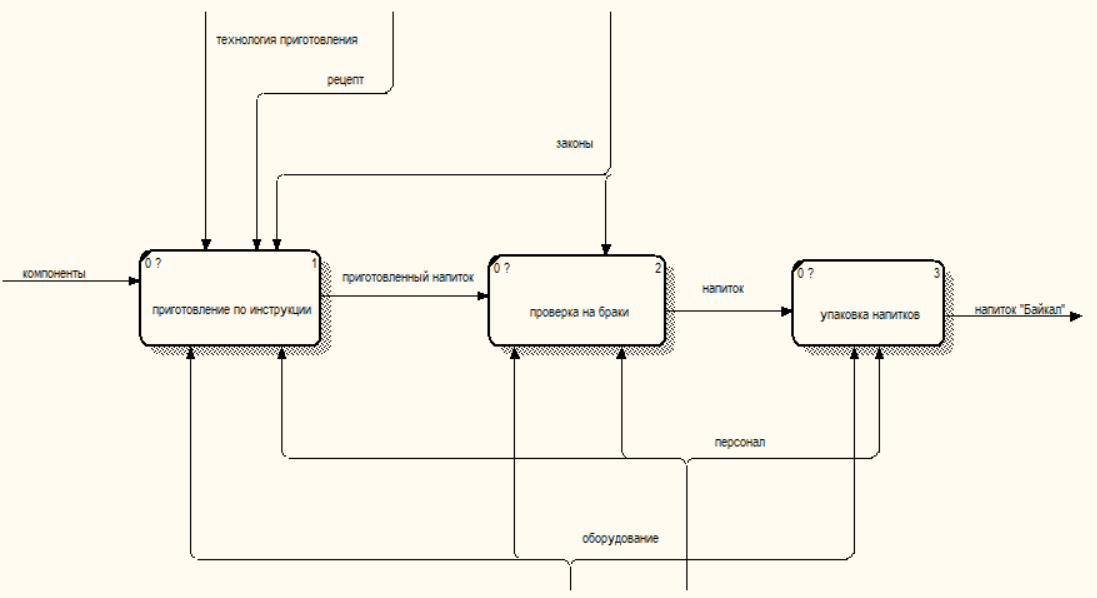 технология приготовления
рецепт
законы
компоненты
0 ?
1
приготовление по инструкции
приготовленный напиток
0 ?
2
проверка на браки
напиток
0 ?
3
упаковка напитков
напиток "Байкал"
персонал
оборудование